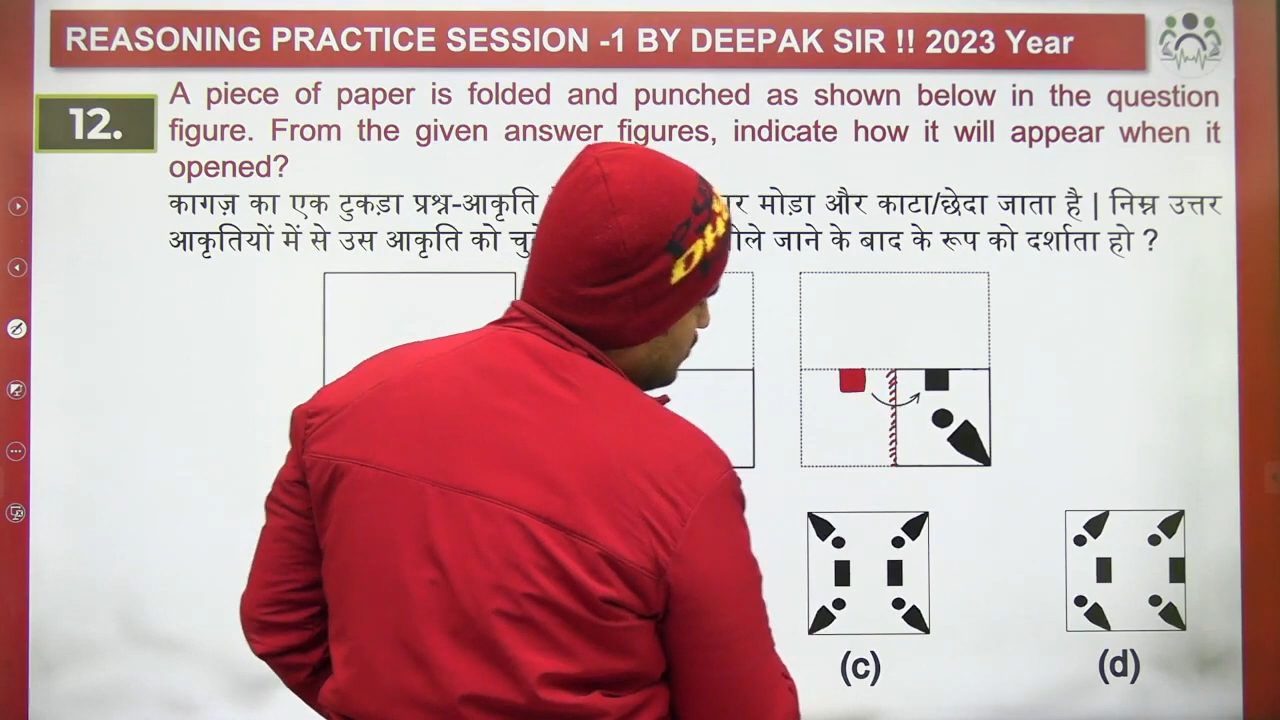 REASONING PRACTICE SESSION -1 BY DEEPAK SIR !! 2023 Year
12.
A piece of paper is folded and punched as shown below in the question
figure. From the given answer figures, indicate how it will appear when it
opened?
कागज़ का एक टुकड़ा प्रश्न-आकृति मोड़ा और काटा/छेदा जाता है | निम्न उत्तर
आकृतियों में से उस आकृति को जाने के बाद के रूप को दर्शाता हो ?
(c)
(d)